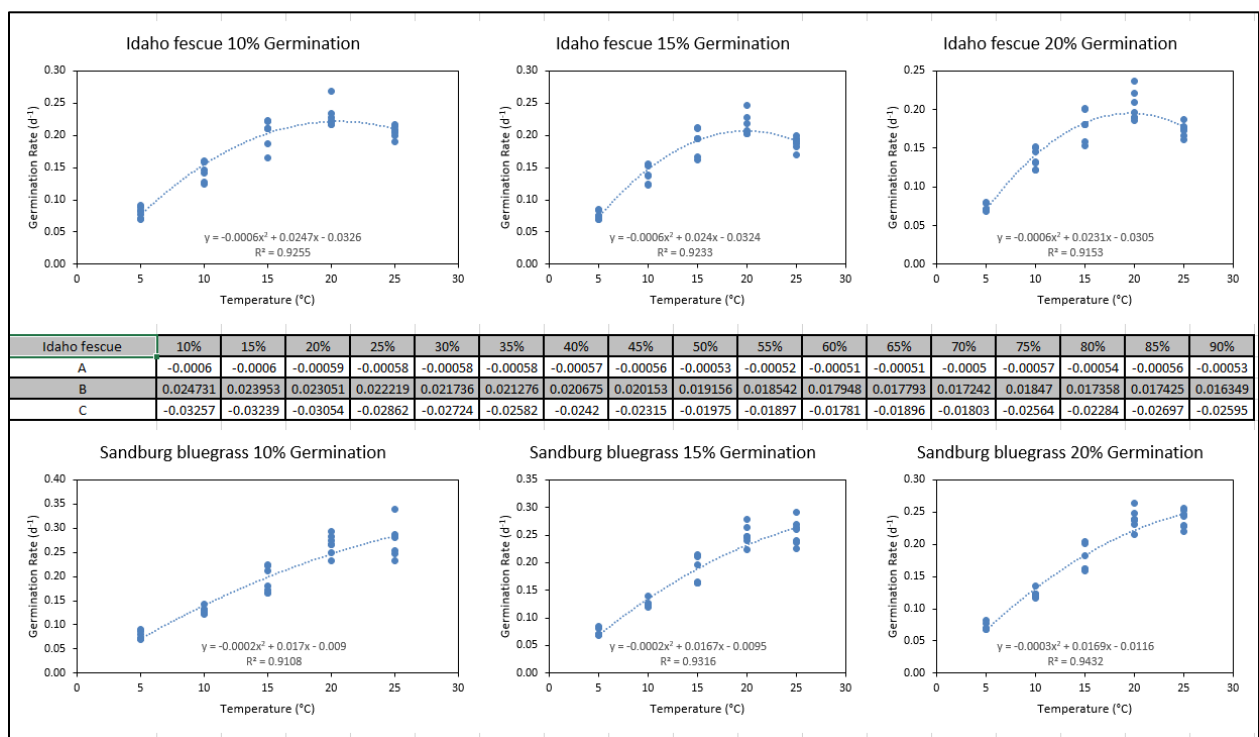 Idaho fescue 10% Germination
Germination Rate (d⁻¹)
0.30
0.25
0.20
0.15
0.10
0.05
0.00
y = -0.0006x² + 0.0247x - 0.0326
R² = 0.9255
0 5 10 15 20 25 30
Temperature (°C)
Idaho fescue 15% Germination
Germination Rate (d⁻¹)
0.30
0.25
0.20
0.15
0.10
0.05
0.00
y = -0.0006x² + 0.024x - 0.0324
R² = 0.9233
0 5 10 15 20 25 30
Temperature (°C)
Idaho fescue 20% Germination
Germination Rate (d⁻¹)
0.25
0.20
0.15
0.10
0.05
0.00
y = -0.0006x² + 0.0231x - 0.0305
R² = 0.9153
0 5 10 15 20 25 30
Temperature (°C)
Idaho fescue 10% 15% 20% 25% 30% 35% 40% 45% 50% 55% 60% 65% 70% 75% 80% 85% 90%
A -0.0006 -0.0006 -0.00059 -0.00058 -0.00058 -0.00058 -0.00057 -0.00056 -0.00053 -0.00052 -0.00051 -0.00051 -0.0005 -0.00057 -0.00054 -0.00056 -0.00053
B 0.024731 0.023953 0.023051 0.022219 0.021736 0.021276 0.020675 0.020153 0.019156 0.018542 0.017948 0.017793 0.017242 0.01847 0.017358 0.017425 0.016349
C -0.03257 -0.03239 -0.03054 -0.02862 -0.02724 -0.02582 -0.0242 -0.02315 -0.01975 -0.01897 -0.01781 -0.01896 -0.01803 -0.02564 -0.02284 -0.02697 -0.02595
Sandburg bluegrass 10% Germination
Germination Rate (d⁻¹)
0.40
0.35
0.30
0.25
0.20
0.15
0.10
0.05
0.00
y = -0.0002x² + 0.017x - 0.009
R² = 0.9108
0 5 10 15 20 25 30
Temperature (°C)
Sandburg bluegrass 15% Germination
Germination Rate (d⁻¹)
0.35
0.30
0.25
0.20
0.15
0.10
0.05
0.00
y = -0.0002x² + 0.0167x - 0.0095
R² = 0.9316
0 5 10 15 20 25 30
Temperature (°C)
Sandburg bluegrass 20% Germination
Germination Rate (d⁻¹)
0.30
0.25
0.20
0.15
0.10
0.05
0.00
y = -0.0003x² + 0.0169x - 0.0116
R² = 0.9432
0 5 10 15 20 25 30
Temperature (°C)